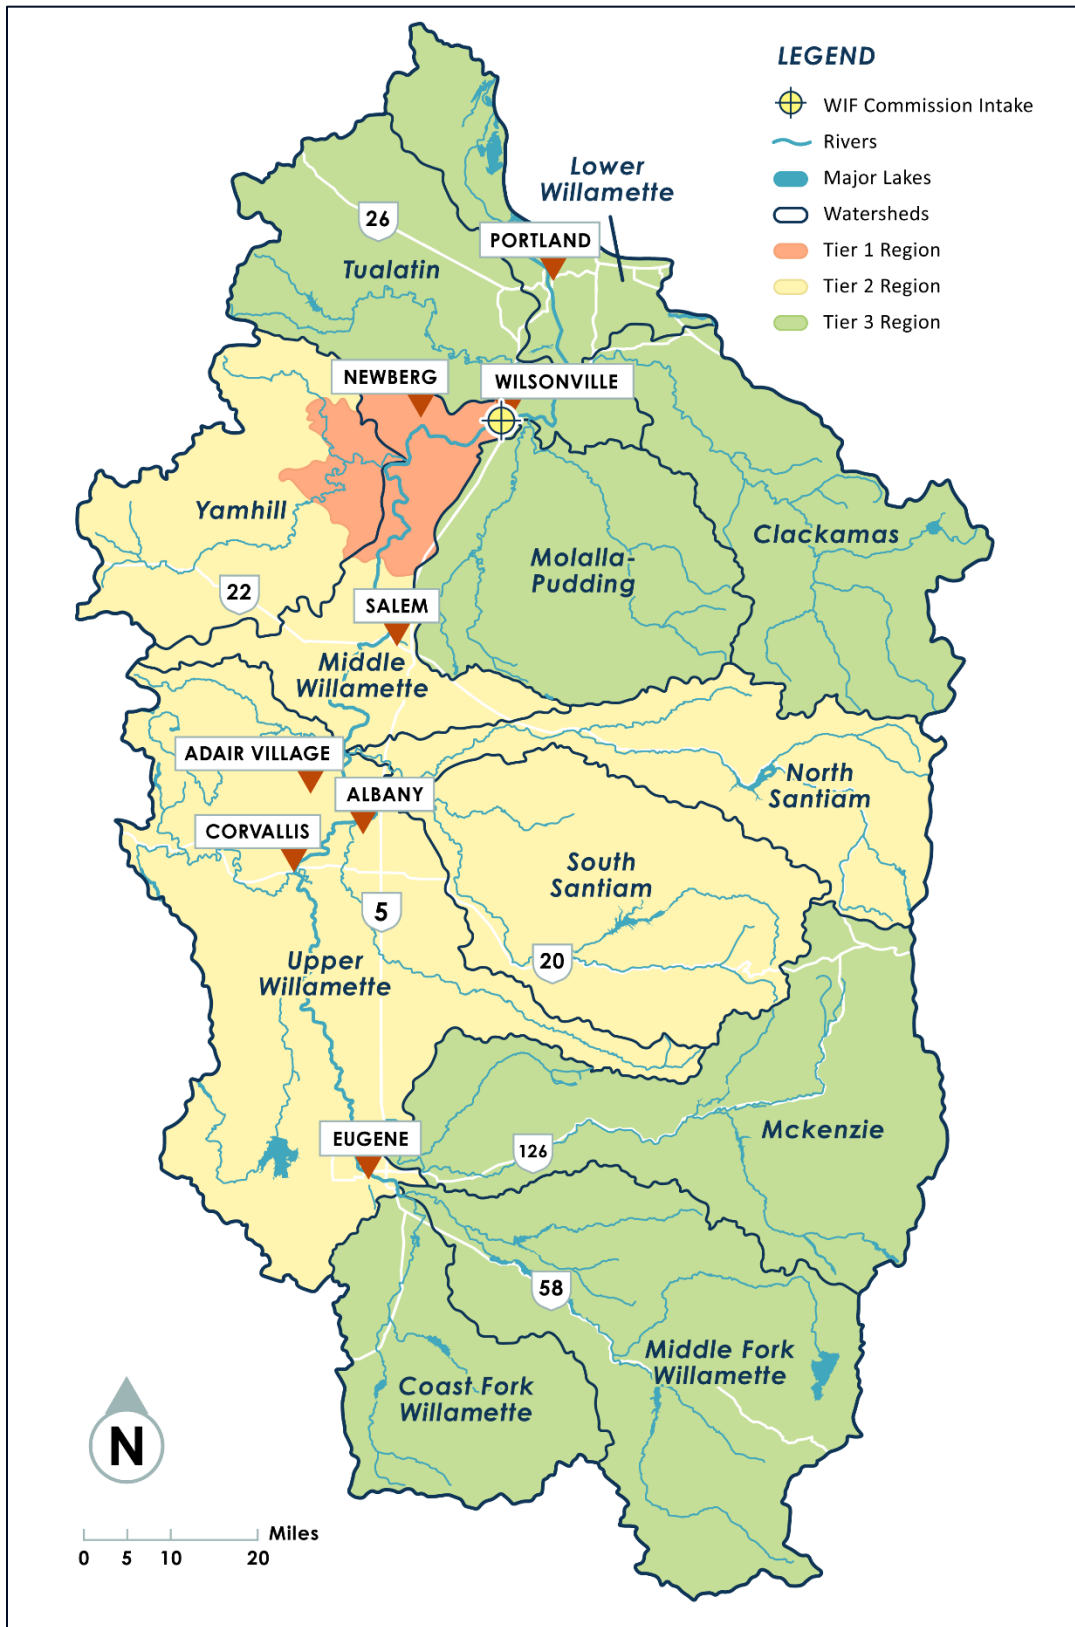 LEGEND
WIF Commission Intake
Rivers
Major Lakes
Watersheds
Tier 1 Region
Tier 2 Region
Tier 3 Region
Lower
Willamette
26
PORTLAND
Tualatin
NEWBERG
WILSONVILLE
Yamhill
Clackamas
Molalla-
Pudding
22
SALEM
Middle
Willamette
ADAIR VILLAGE
North
Santiam
ALBANY
CORVALLIS
South
Santiam
5
20
Upper
Willamette
Mckenzie
EUGENE
126
58
Middle Fork
Willamette
Coast Fork
Willamette
N
Miles
0 5 10 20